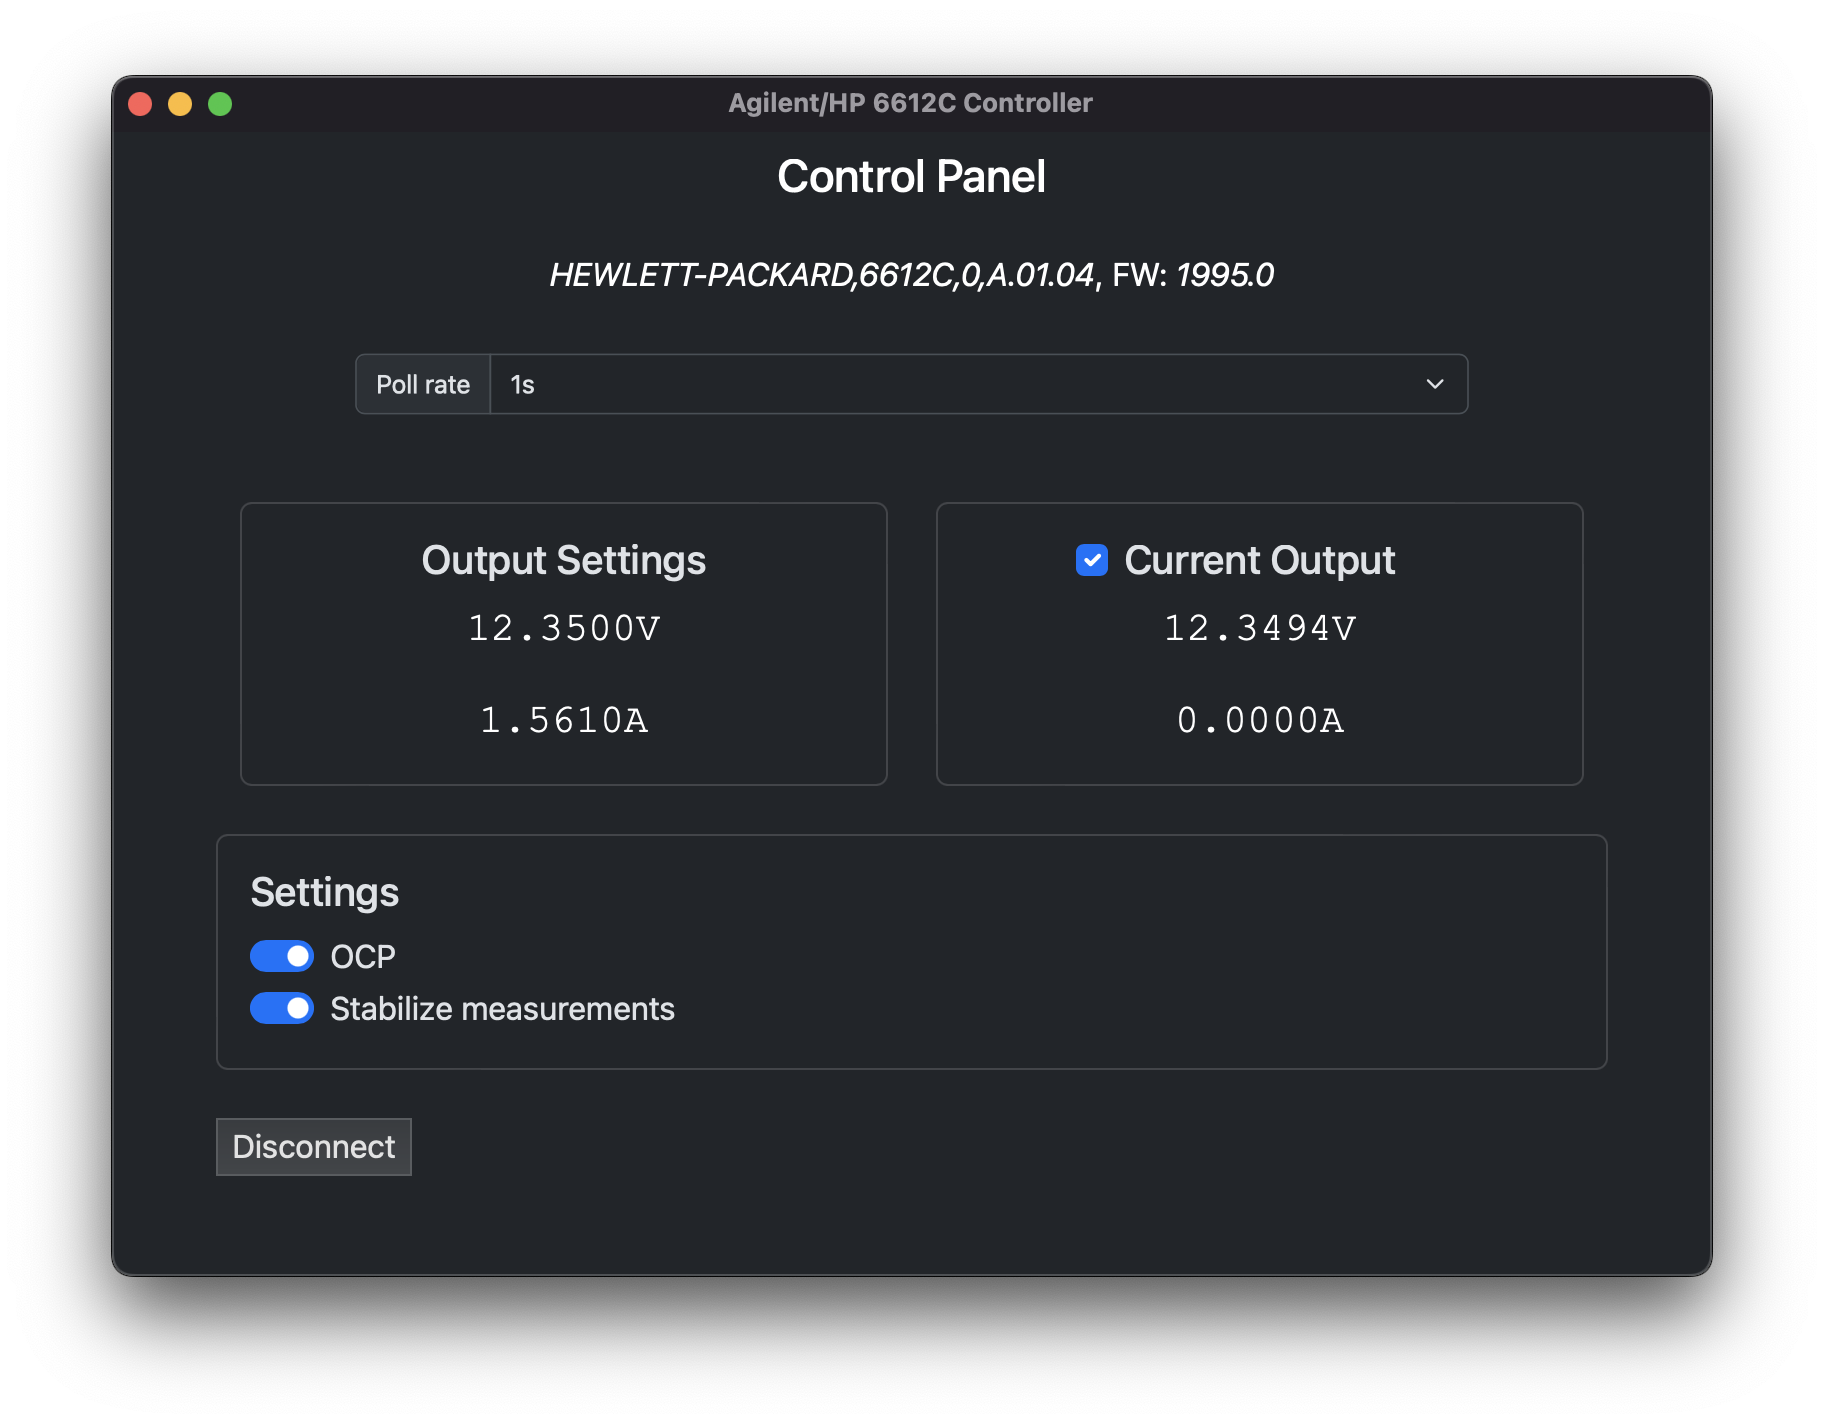 Agilent/HP 6612C Controller
Control Panel
HEWLETT-PACKARD,6612C,0,A.01.04, FW: 1995.0
Poll rate 1s
Output Settings
12.3500V
1.5610A
Current Output
12.3494V
0.0000A
Settings
OCP
Stabilize measurements
Disconnect